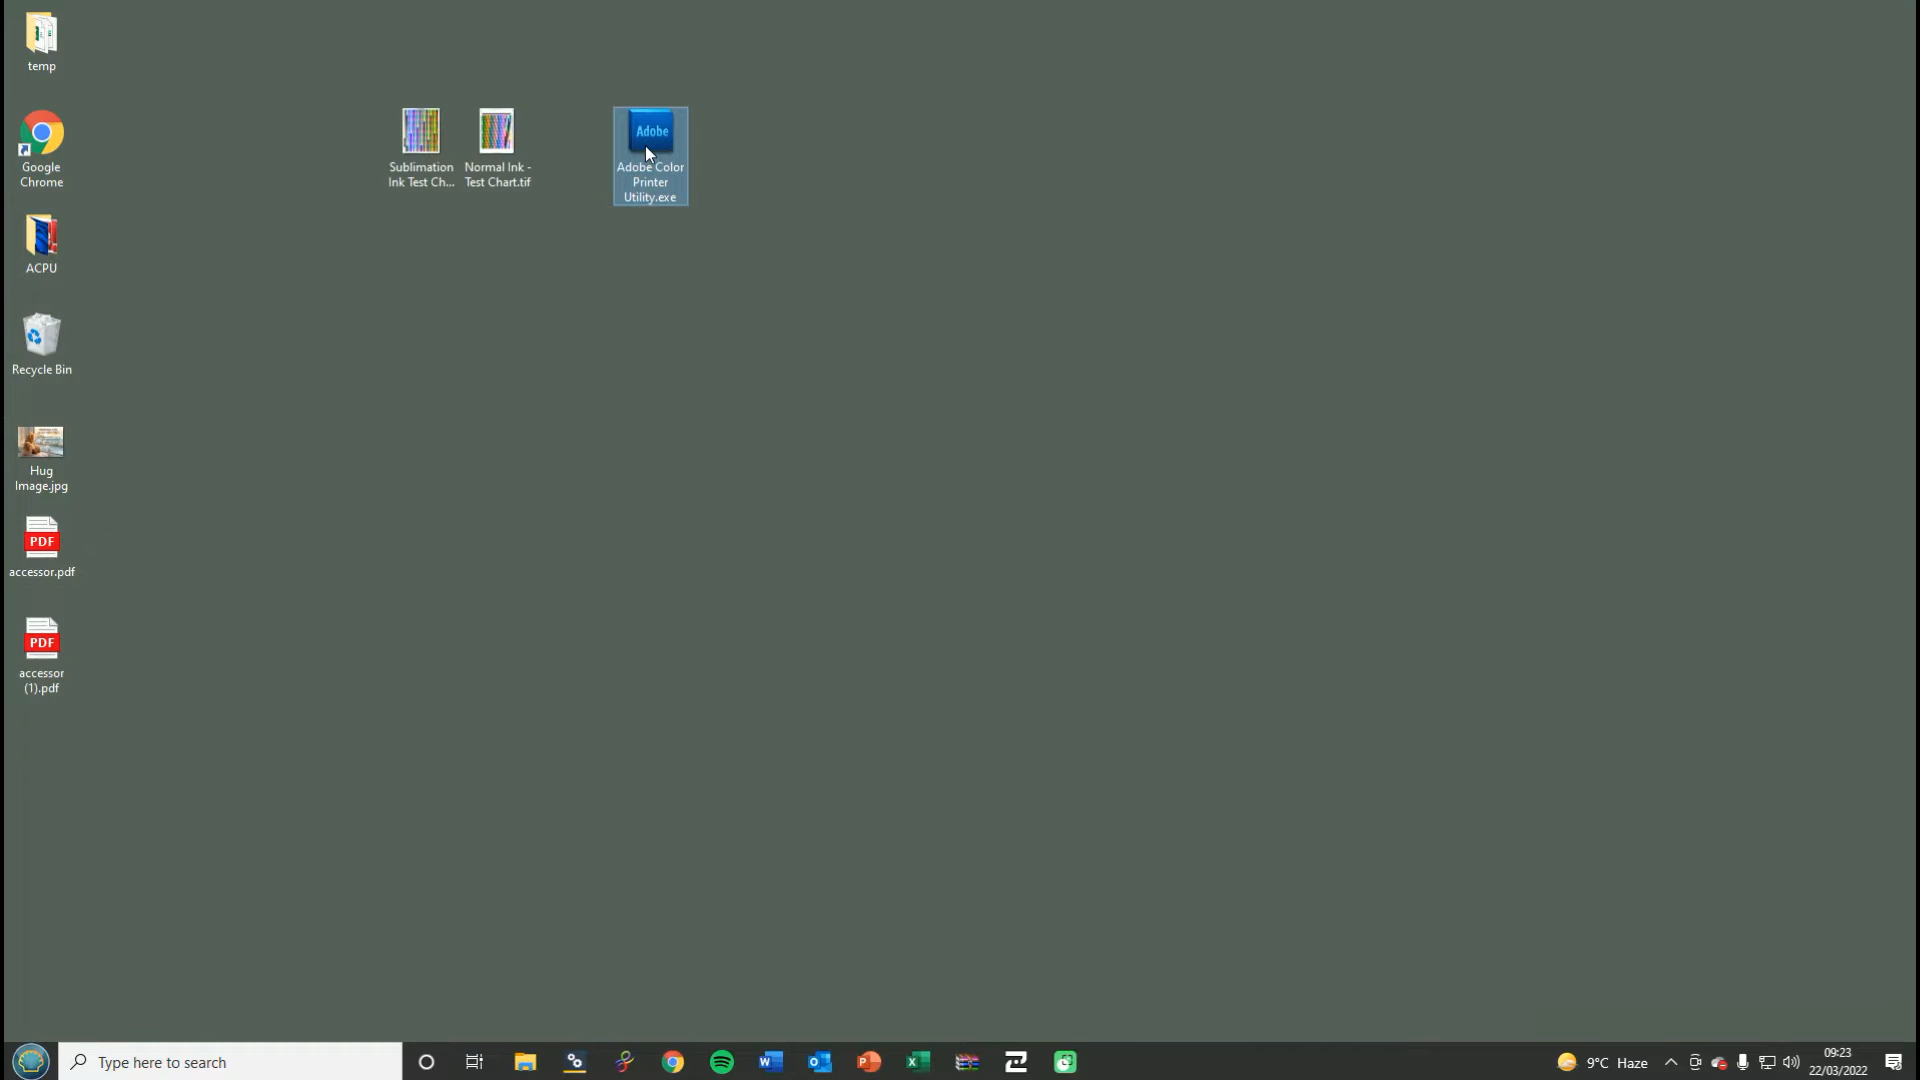 temp
Google
Chrome
ACPU
Recycle Bin
Hug
Image.jpg
PDF
accessor.pdf
PDF
accessor
(1).pdf
Sublimation
Ink Test Ch...
Normal Ink -
Test Chart.tif
Adobe
Adobe Color
Printer
Utility.exe
Type here to search
9°C Haze
09:23
22/03/2022